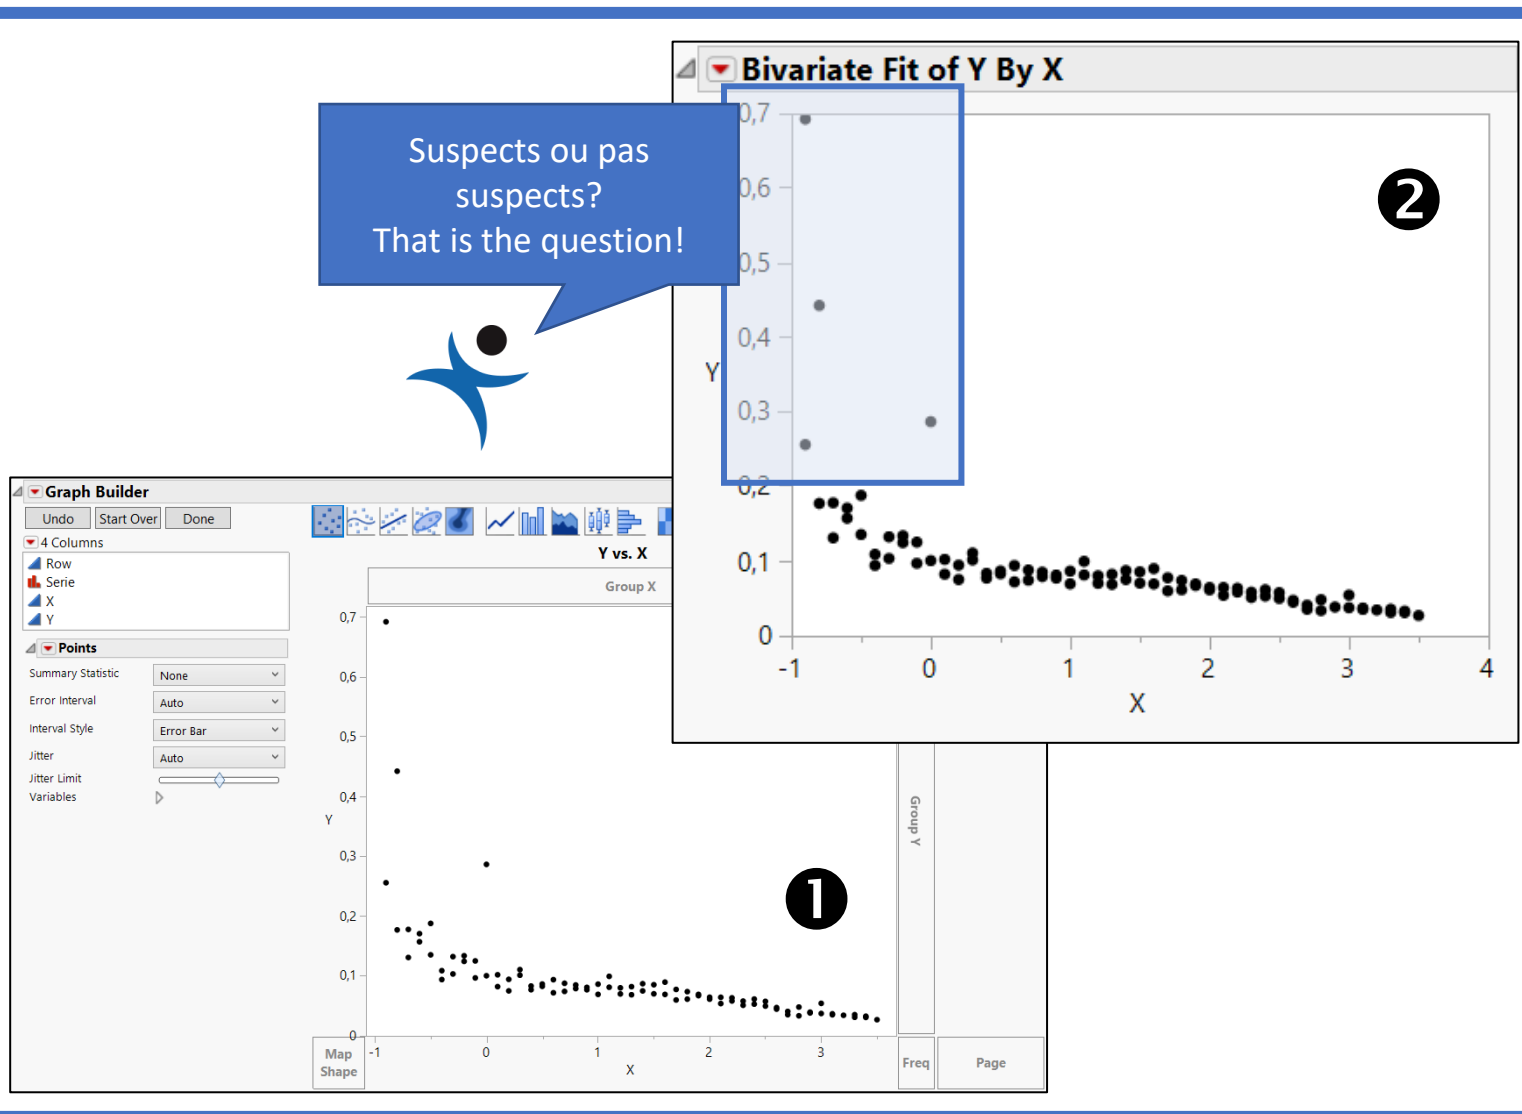 Bivariate Fit of Y By X
Suspects ou pas
suspects?
That is the question!
0,7
0,6
0,5
0,4
0,3
0,2
0,1
0
Y
-1
0
1
2
3
4
X
❷
Graph Builder
Undo
Start Over
Done
4 Columns
Row
Serie
X
Y
Points
Summary Statistic
None
Error Interval
Auto
Interval Style
Error Bar
Jitter
Auto
Jitter Limit
Variables
Y vs. X
Group X
0,7
0,6
0,5
0,4
0,3
0,2
0,1
0
Y
-1
0
1
2
3
X
❶
Group Y
Map
Shape
Freq
Page